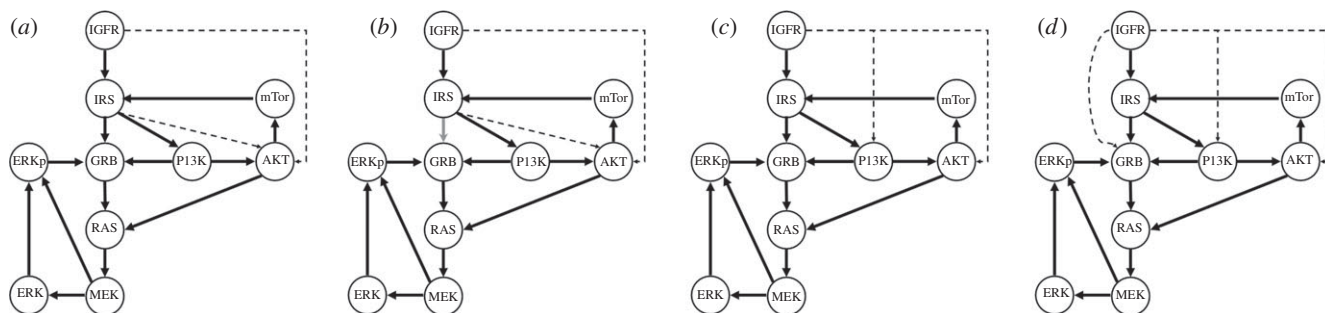 (a) IGFR (b) IGFR (c) IGFR (d) IGFR
IRS mTor IRS mTor IRS mTor IRS mTor
ERKp GRB P13K AKT ERKp GRB P13K AKT ERKp GRB P13K AKT ERKp GRB P13K AKT
RAS RAS RAS RAS
ERK MEK ERK MEK ERK MEK ERK MEK